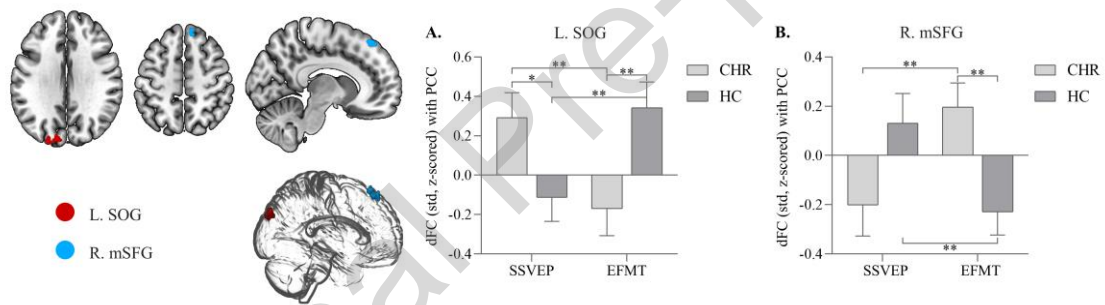 L. SOG
R. mSFG
A.
L. SOG
dFC (std, z-scored) with PCC
0.6
0.4
0.2
0.0
-0.2
-0.4
**
*
**
**
SSVEP
EFMT
CHR
HC
B.
R. mSFG
dFC (std, z-scored) with PCC
0.4
0.2
0.0
-0.2
-0.4
**
**
**
SSVEP
EFMT
CHR
HC
al Pre-